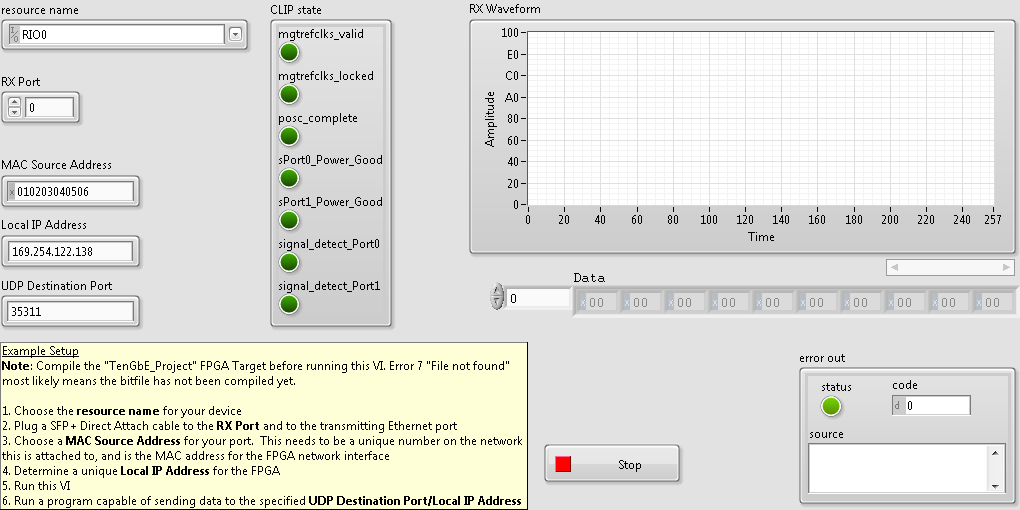 resource name
RIO0
RX Port
0
MAC Source Address
x 010203040506
Local IP Address
169.254.122.138
UDP Destination Port
35311
CLIP state
mgtrefclks_valid
mgtrefclks_locked
posc_complete
sPort0_Power_Good
sPort1_Power_Good
signal_detect_Port0
signal_detect_Port1
RX Waveform
Amplitude
100
E0
C0
A0
80
60
40
20
0
0 20 40 60 80 100 120 140 160 180 200 220 240 257
Time
Data
0
x 00 x 00 x 00 x 00 x 00 x 00 x 00 x 00 x 00 x 00
Example Setup
Note: Compile the "TenGbE_Project" FPGA Target before running this VI. Error 7 "File not found"
most likely means the bitfile has not been compiled yet.
1. Choose the resource name for your device
2. Plug a SFP+ Direct Attach cable to the RX Port and to the transmitting Ethernet port
3. Choose a MAC Source Address for your port.  This needs to be a unique number on the network
this is attached to, and is the MAC address for the FPGA network interface
4. Determine a unique Local IP Address for the FPGA
5. Run this VI
6. Run a program capable of sending data to the specified UDP Destination Port/Local IP Address
Stop
error out
status
code
d 0
source